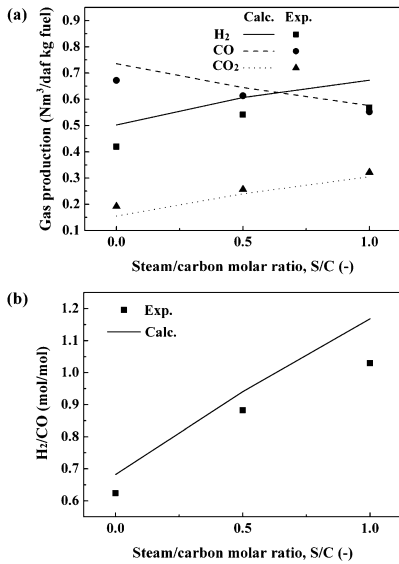 (a)
Calc. Exp.
H2
CO
CO2
Gas production (Nm3/daf kg fuel)
0.9
0.8
0.7
0.6
0.5
0.4
0.3
0.2
0.1
0.0 0.5 1.0
Steam/carbon molar ratio, S/C (-)
(b)
Exp.
Calc.
H2/CO (mol/mol)
1.2
1.1
1.0
0.9
0.8
0.7
0.6
0.0 0.5 1.0
Steam/carbon molar ratio, S/C (-)